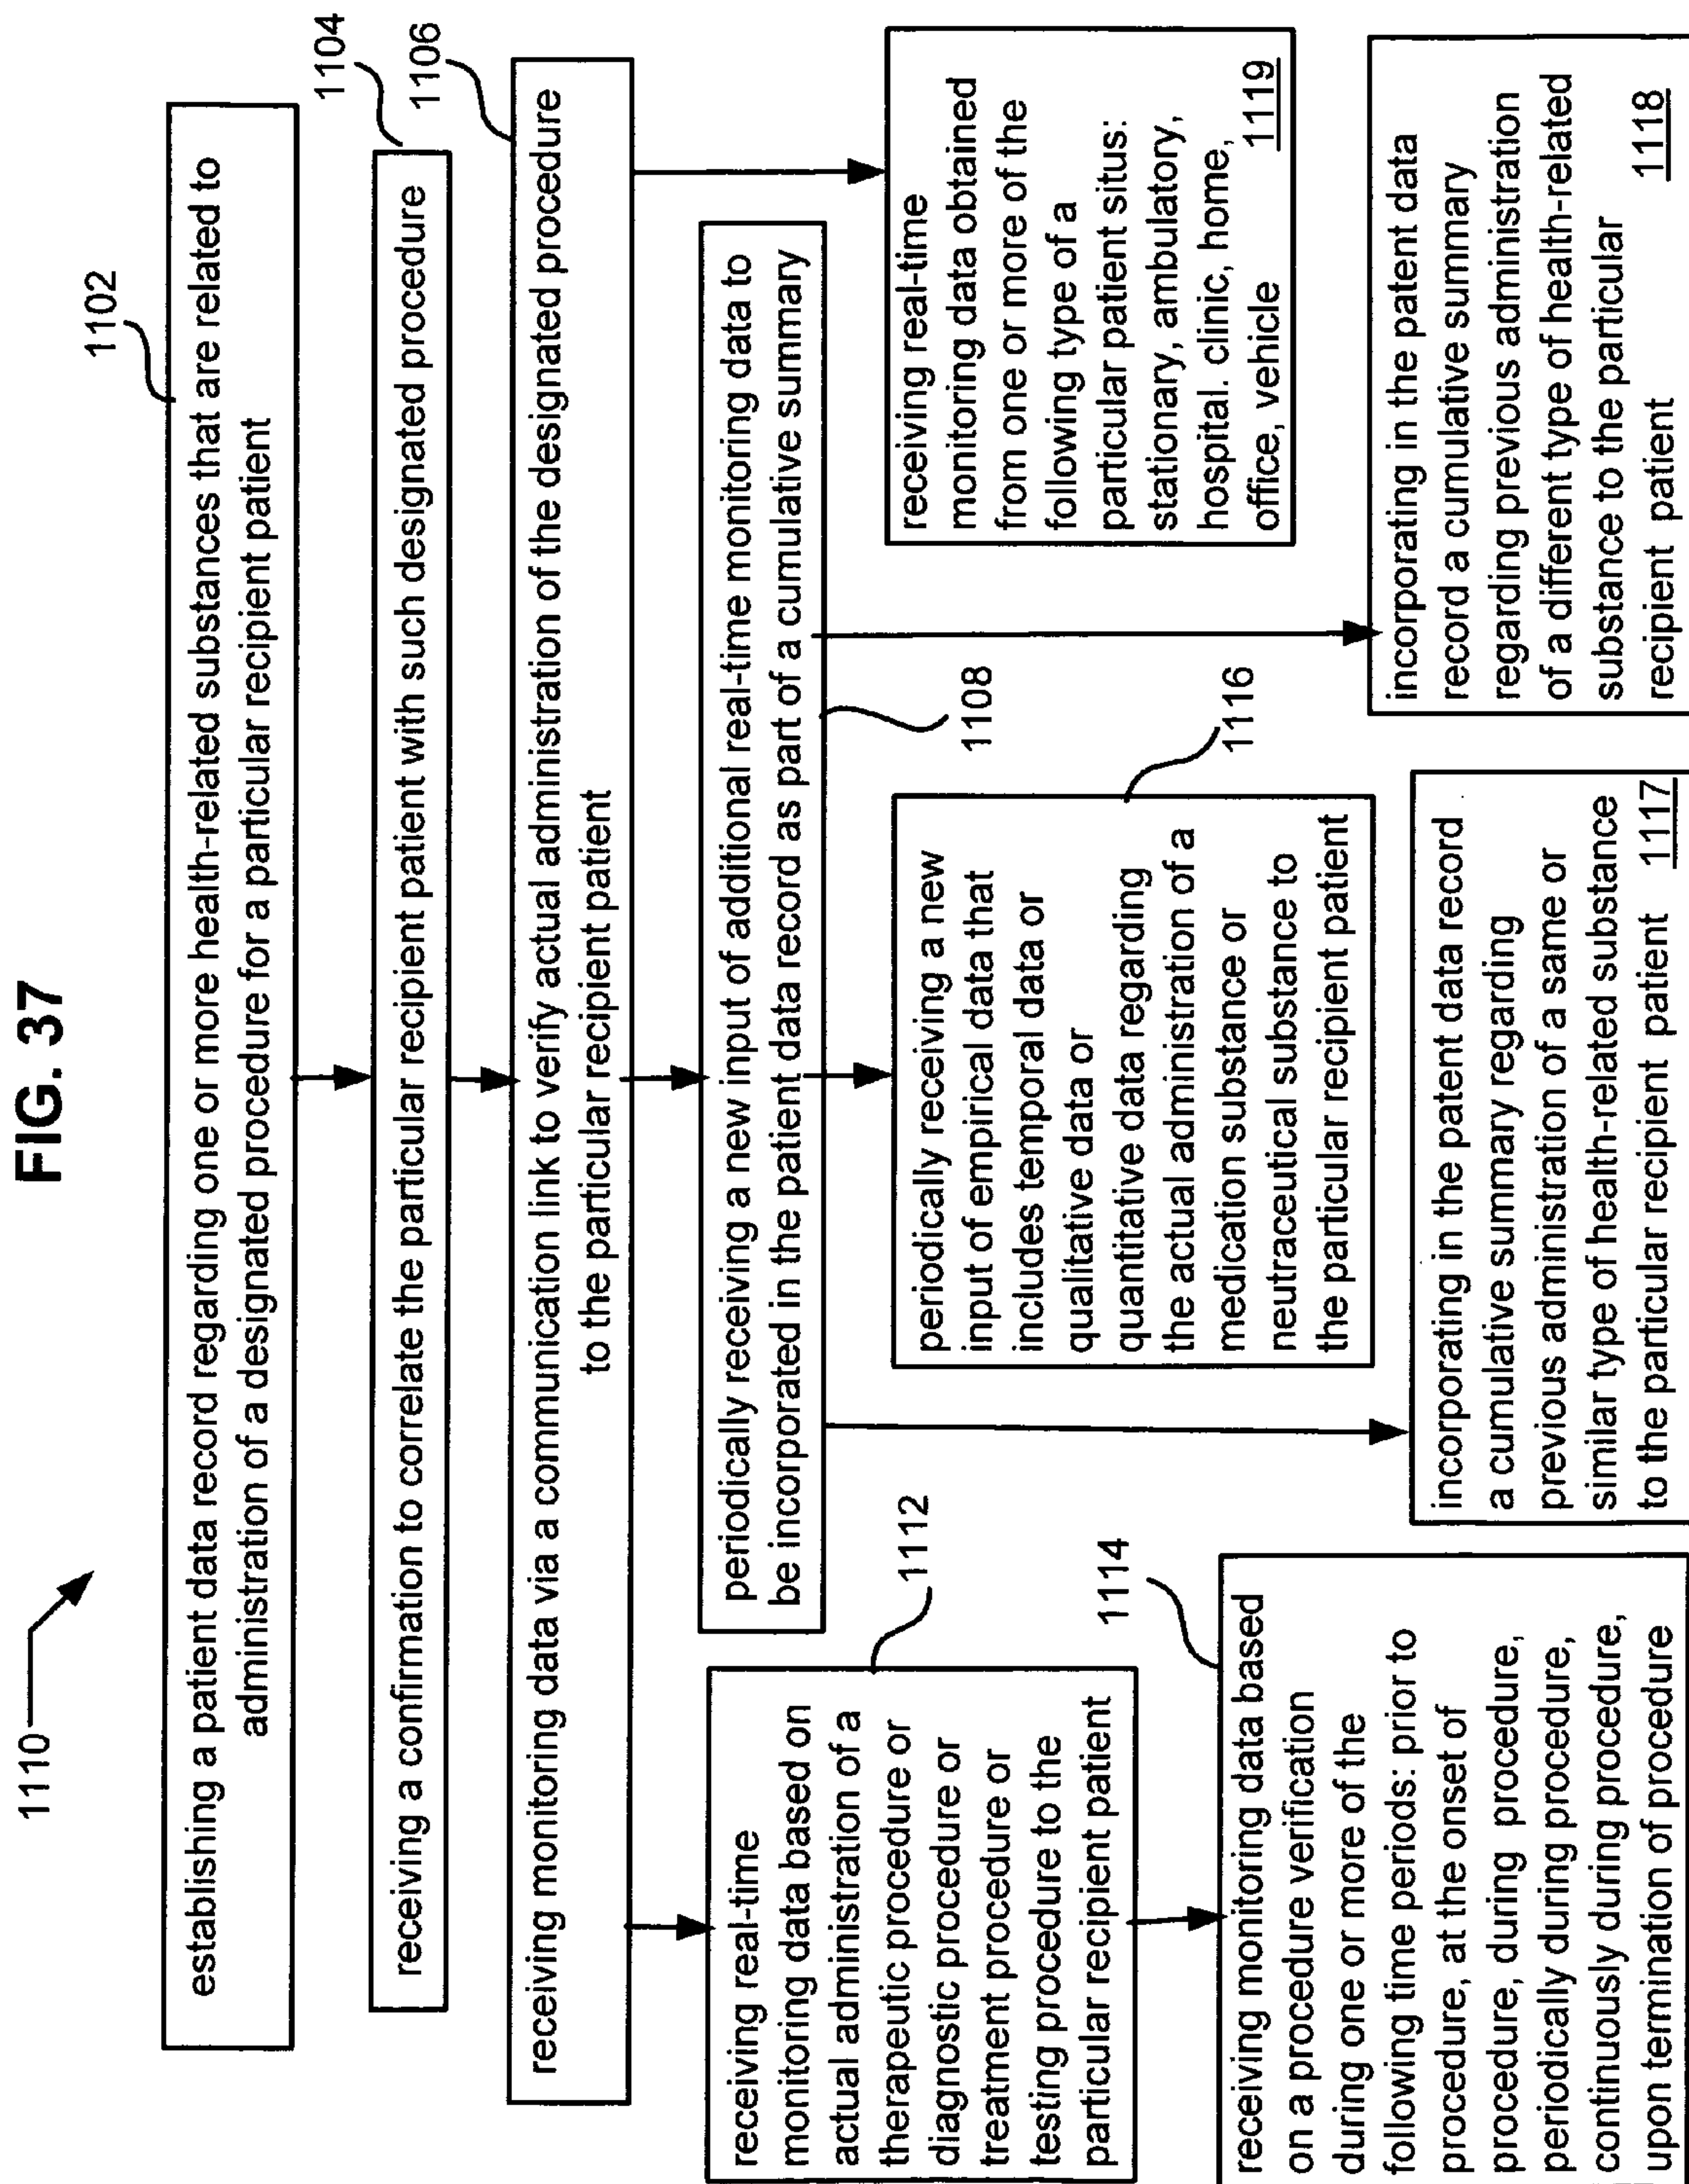 FIG. 37
1110
1102
establishing a patient data record regarding one or more health-related substances that are related to
administration of a designated procedure for a particular recipient patient
1104
receiving a confirmation to correlate the particular recipient patient with such designated procedure
1106
receiving monitoring data via a communication link to verify actual administration of the designated procedure
to the particular recipient patient
periodically receiving a new input of additional real-time monitoring data to
be incorporated in the patient data record as part of a cumulative summary
1108
1112
receiving real-time
monitoring data based on
actual administration of a
therapeutic procedure or
diagnostic procedure or
treatment procedure or
testing procedure to the
particular recipient patient
1114
receiving monitoring data based
on a procedure verification
during one or more of the
following time periods: prior to
procedure, at the onset of
procedure, during procedure,
periodically during procedure,
continuously during procedure,
upon termination of procedure
1116
periodically receiving a new
input of empirical data that
includes temporal data or
qualitative data or
quantitative data regarding
the actual administration of a
medication substance or
neutraceutical substance to
the particular recipient patient
incorporating in the patent data record
a cumulative summary regarding
previous administration of a same or
similar type of health-related substance
to the particular recipient patient 1117
receiving real-time
monitoring data obtained
from one or more of the
following type of a
particular patient situs:
stationary, ambulatory,
hospital. clinic, home,
office, vehicle 1119
incorporating in the patent data
record a cumulative summary
regarding previous administration
of a different type of health-related
substance to the particular
recipient patient 1118